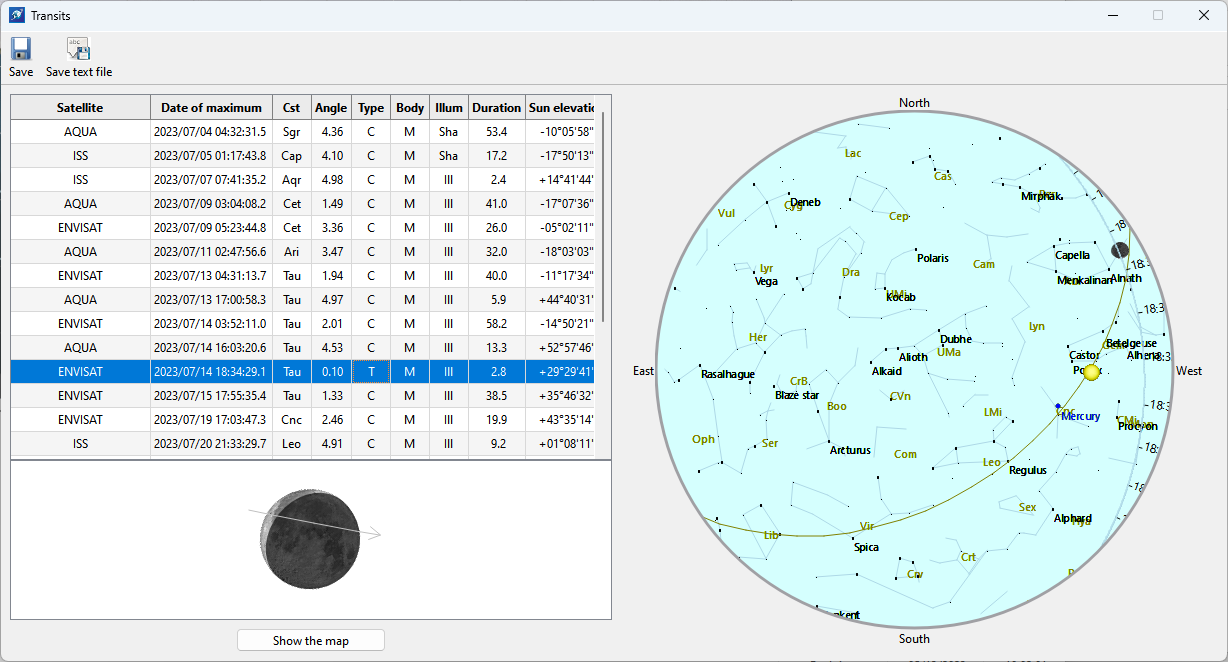 Transits
Save Save text file
Satellite Date of maximum Cst Angle Type Body Illum Duration Sun elevatio
AQUA 2023/07/04 04:32:31.5 Sgr 4.36 C M Sha 53.4 -10°05'58"
ISS 2023/07/05 01:17:43.8 Cap 4.10 C M Sha 17.2 -17°50'13"
ISS 2023/07/07 07:41:35.2 Aqr 4.98 C M Ill 2.4 +14°41'44"
AQUA 2023/07/09 03:04:08.2 Cet 1.49 C M Ill 41.0 -17°07'36"
ENVISAT 2023/07/09 05:23:44.8 Cet 3.36 C M Ill 26.0 -05°02'11"
AQUA 2023/07/11 02:47:56.6 Ari 3.47 C M Ill 32.0 -18°03'03"
ENVISAT 2023/07/13 04:31:13.7 Tau 1.94 C M Ill 40.0 -11°17'34"
AQUA 2023/07/13 17:00:58.3 Tau 4.97 C M Ill 5.9 +44°40'31"
ENVISAT 2023/07/14 03:52:11.0 Tau 2.01 C M Ill 58.2 -14°50'21"
AQUA 2023/07/14 16:03:20.6 Tau 4.53 C M Ill 13.3 +52°57'46"
ENVISAT 2023/07/14 18:34:29.1 Tau 0.10 T M Ill 2.8 +29°29'41"
ENVISAT 2023/07/15 17:55:35.4 Tau 1.33 C M Ill 38.5 +35°46'32"
ENVISAT 2023/07/19 17:03:47.3 Cnc 2.46 C M Ill 19.9 +43°35'14"
ISS 2023/07/20 21:33:29.7 Leo 4.91 C M Ill 9.2 +01°08'11"
Show the map
North
Lac
Cas
Mirphak
Deneb
Vul
Cep
Polaris
Cam
Capella
Lyr
Vega
Dra
Menkalinan
Alnath
UMi
Kocab
Lyn
Her
Dubhe
UMa
Betelgeuse
Castor
Alhena
Alioth
East
Rasalhague
Alkaid
West
CrB
Blaze star
Boo
CVn
LMi
Mercury
Procyon
Oph
Ser
Arcturus
Com
Leo
Regulus
Sex
Alphard
Lib
Vir
Spica
Crt
Crv
South